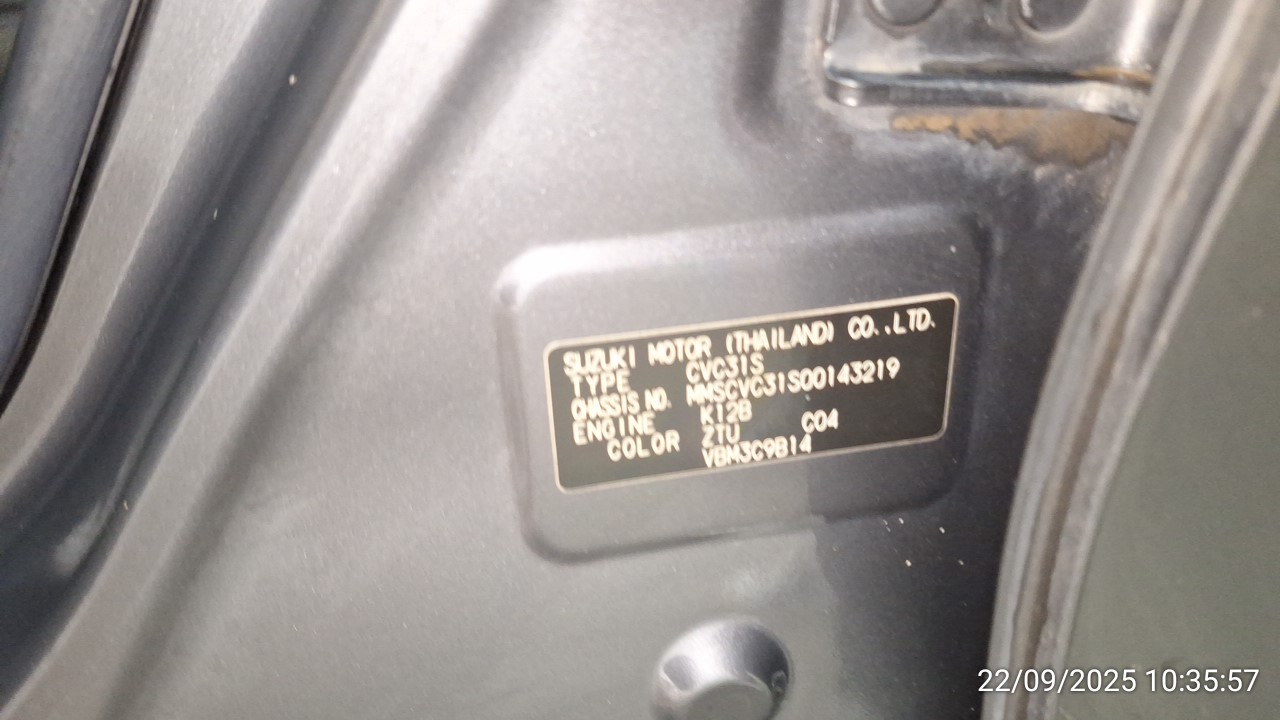 SUZUKI MOTOR (THAILAND) CO.,LTD.
TYPE CVC31S
CHASSIS NO. MMSCVC31S00143219
ENGINE K12B
COLOR ZTU C04
VBM3C9B14
22/09/2025 10:35:57